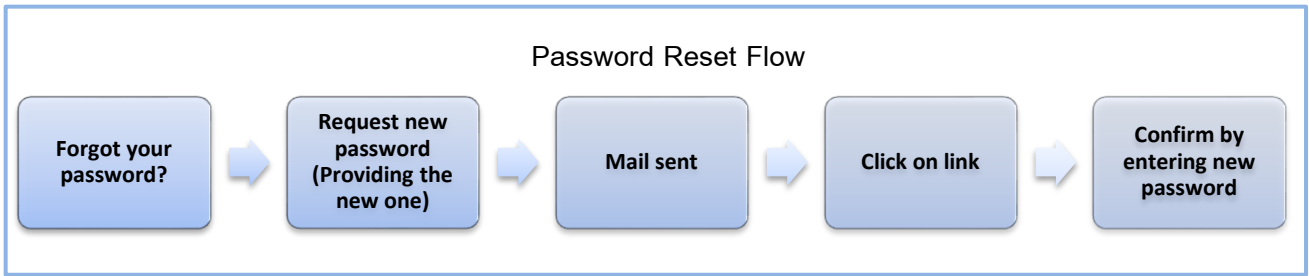 Password Reset Flow
Forgot your
password?
Request new
password
(Providing the
new one)
Mail sent
Click on link
Confirm by
entering new
password